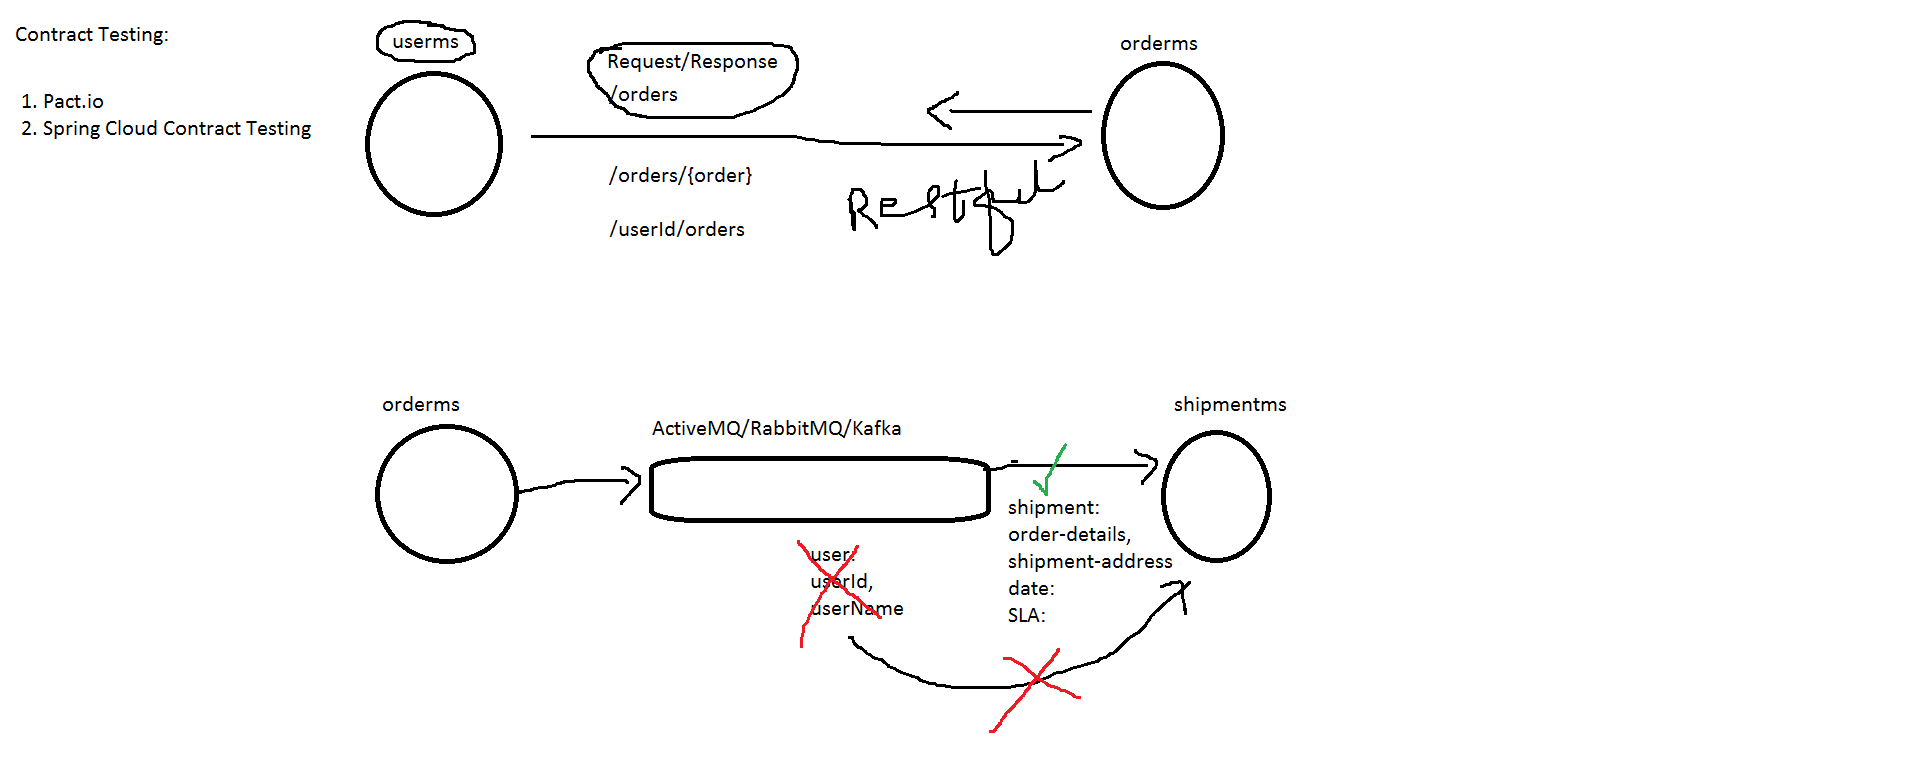 Contract Testing:
1. Pact.io
2. Spring Cloud Contract Testing
userms
Request/Response
/orders
orderms
/orders/{order}
/userId/orders
Restful
orderms
ActiveMQ/RabbitMQ/Kafka
shipmentms
user:
userId,
userName
shipment:
order-details,
shipment-address
date:
SLA: